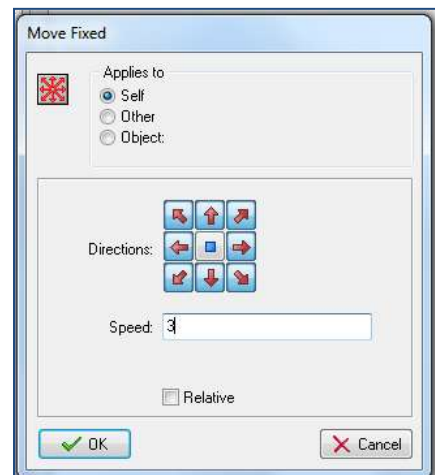 Move Fixed
Applies to
Self
Other
Object:
Directions:
Speed: 3
Relative
OK Cancel